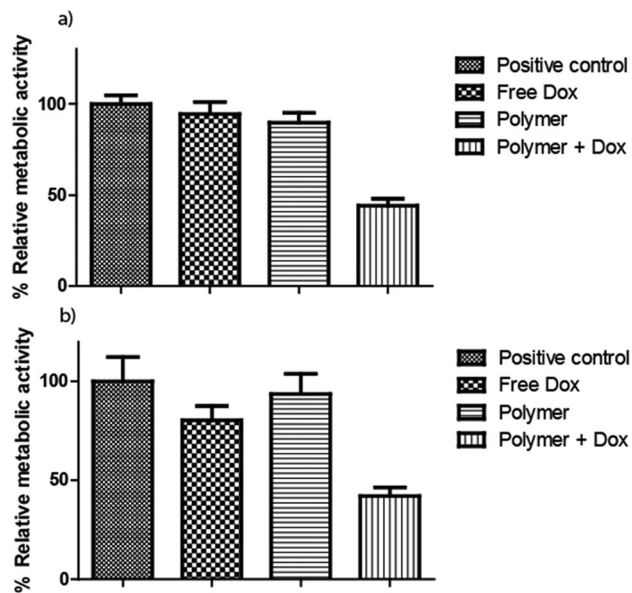 a)
% Relative metabolic activity
100
50
0
Positive control
Free Dox
Polymer
Polymer + Dox
b)
% Relative metabolic activity
100
50
0
Positive control
Free Dox
Polymer
Polymer + Dox